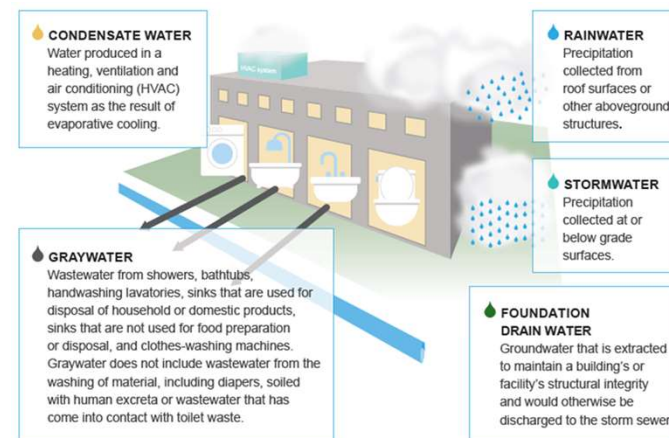 CONDENSATE WATER
Water produced in a
heating, ventilation and
air conditioning (HVAC)
system as the result of
evaporative cooling.
HVAC system
RAINWATER
Precipitation
collected from
roof surfaces or
other aboveground
structures.
STORMWATER
Precipitation
collected at or
below grade
surfaces.
GRAYWATER
Wastewater from showers, bathtubs,
handwashing lavatories, sinks that are used for
disposal of household or domestic products,
sinks that are not used for food preparation
or disposal, and clothes-washing machines.
Graywater does not include wastewater from the
washing of material, including diapers, soiled
with human excreta or wastewater that has
come into contact with toilet waste.
FOUNDATION
DRAIN WATER
Groundwater that is extracted
to maintain a building's or
facility's structural integrity
and would otherwise be
discharged to the storm sewer